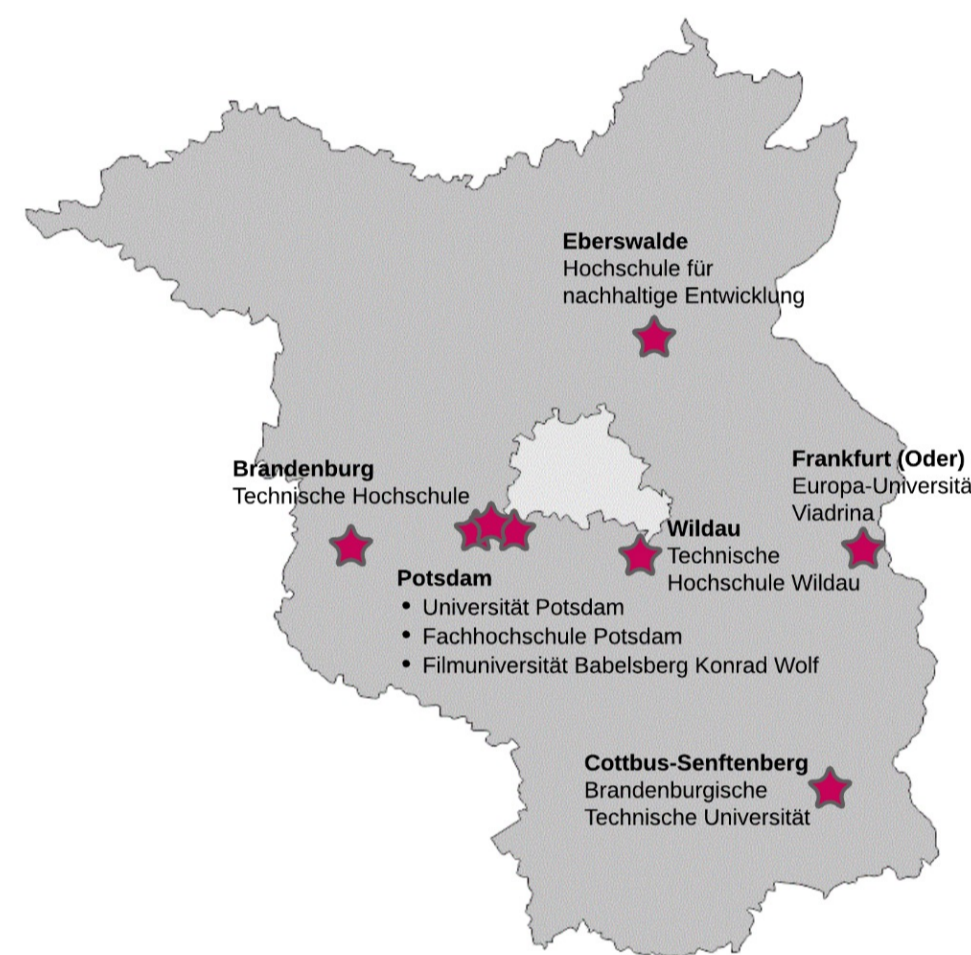 Eberswalde
Hochschule für
nachhaltige Entwicklung
Brandenburg
Technische Hochschule
Frankfurt (Oder)
Europa-Universitä
Viadrina
Wildau
Technische
Hochschule Wildau
Potsdam
• Universität Potsdam
• Fachhochschule Potsdam
• Filmuniversität Babelsberg Konrad Wolf
Cottbus-Senftenberg
Brandenburgische
Technische Universität